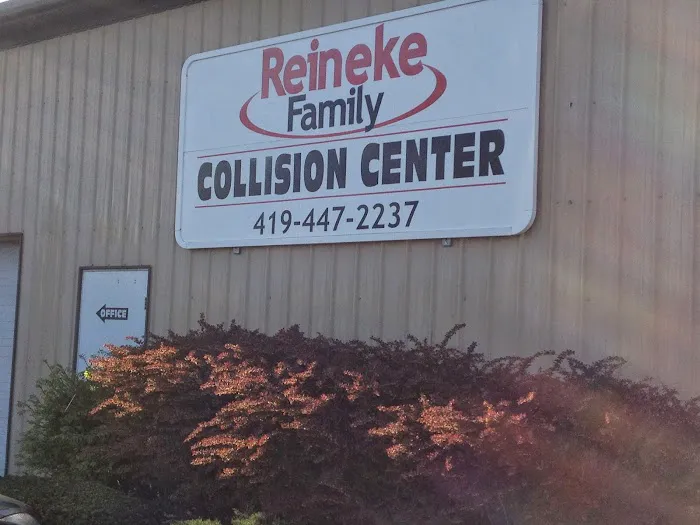 Reineke
Family
COLLISION CENTER
419-447-2237
OFFICE